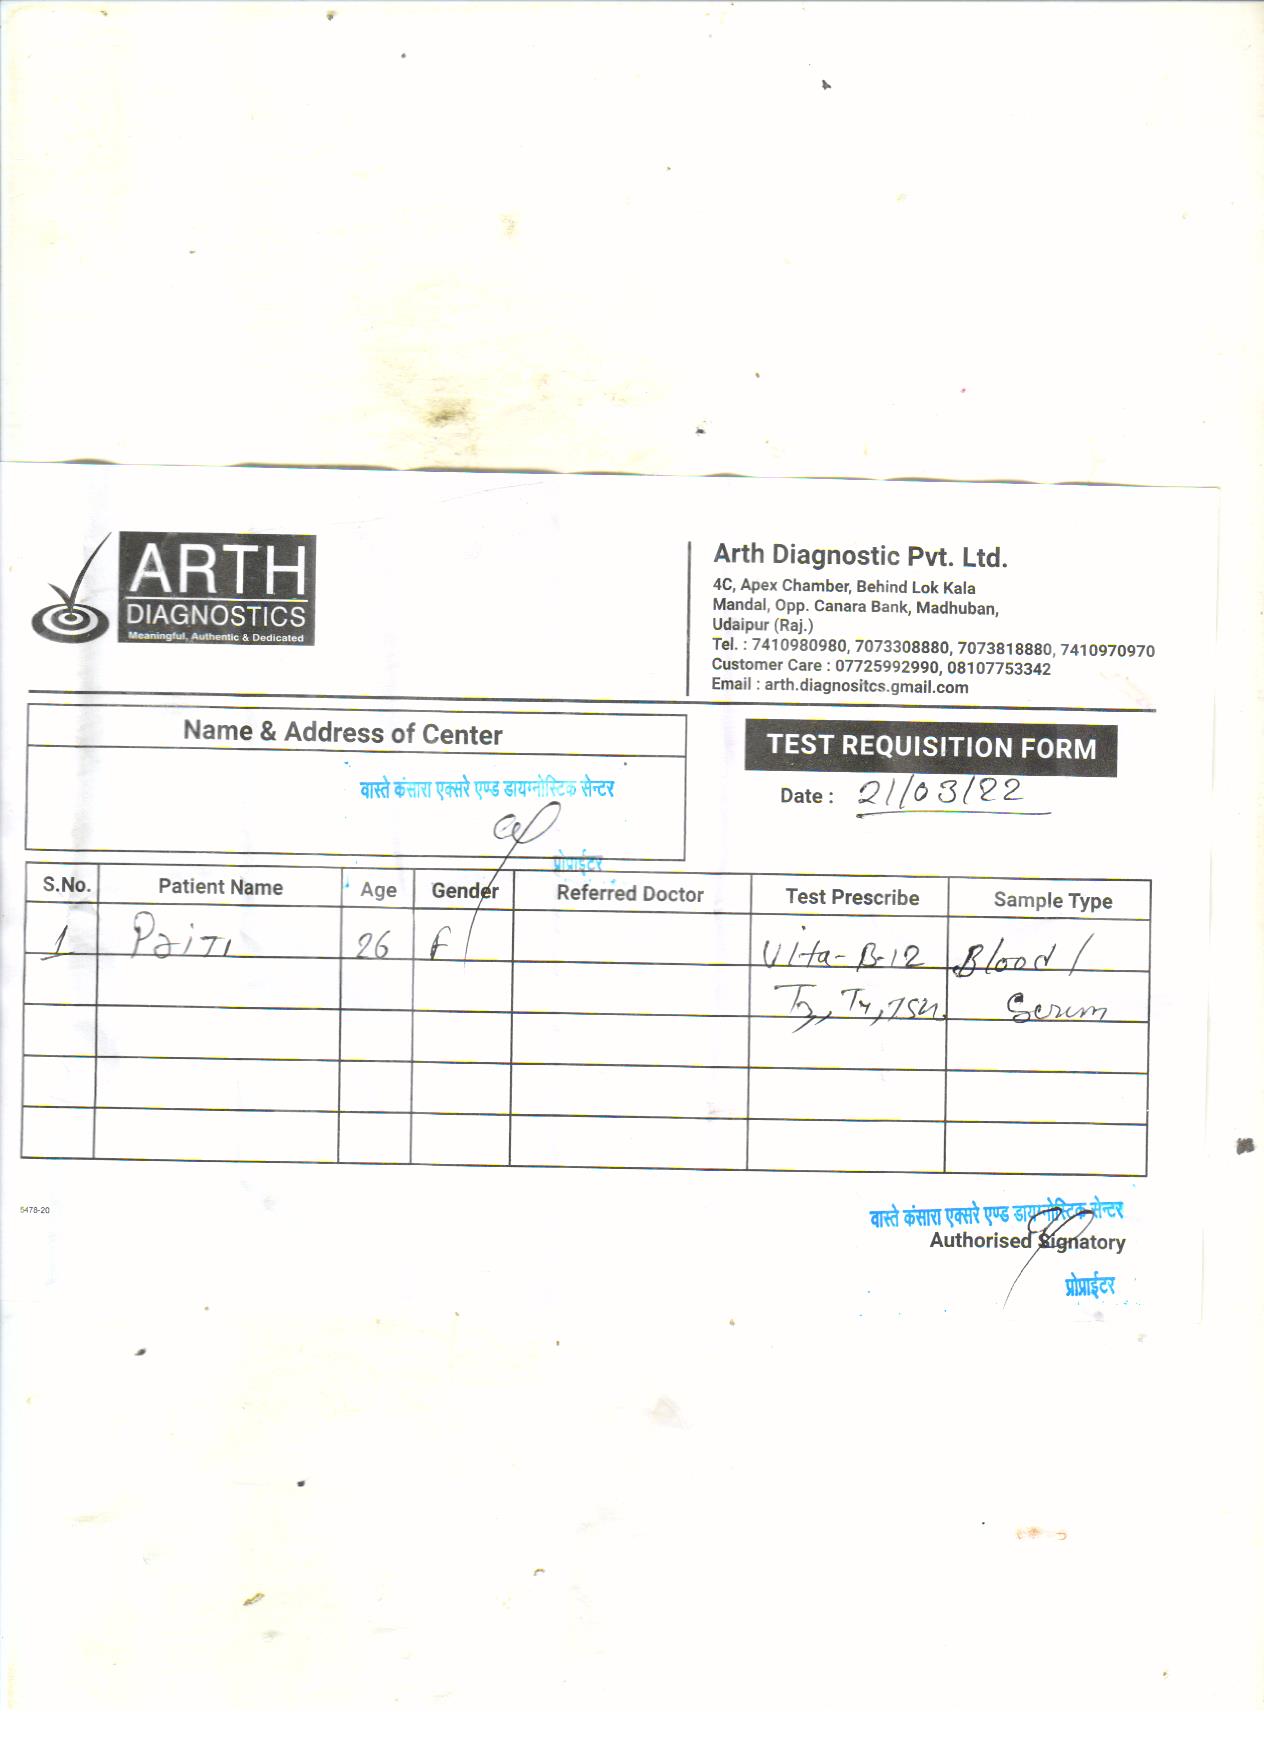 ARTH
DIAGNOSTICS
Meaningful, Authentic & Dedicated
Arth Diagnostic Pvt. Ltd.
4C, Apex Chamber, Behind Lok Kala
Mandal, Opp. Canara Bank, Madhuban,
Udaipur (Raj.)
Tel. : 7410980980, 7073308880, 7073818880, 7410970970
Customer Care : 07725992990, 08107753342
Email : arth.diagnositcs.gmail.com
Name & Address of Center
वास्ते कंसारा एक्सरे एण्ड डायग्नोस्टिक सेन्टर
प्रोप्राईटर
TEST REQUISITION FORM
Date : 21/03/22
S.No. Patient Name Age Gender Referred Doctor Test Prescribe Sample Type
1 26 F Vita-B-12 Blood /
T3, T4, TSH. Serum
5478-20
वास्ते कंसारा एक्सरे एण्ड डायग्नोस्टिक सेन्टर
Authorised Signatory
प्रोप्राईटर